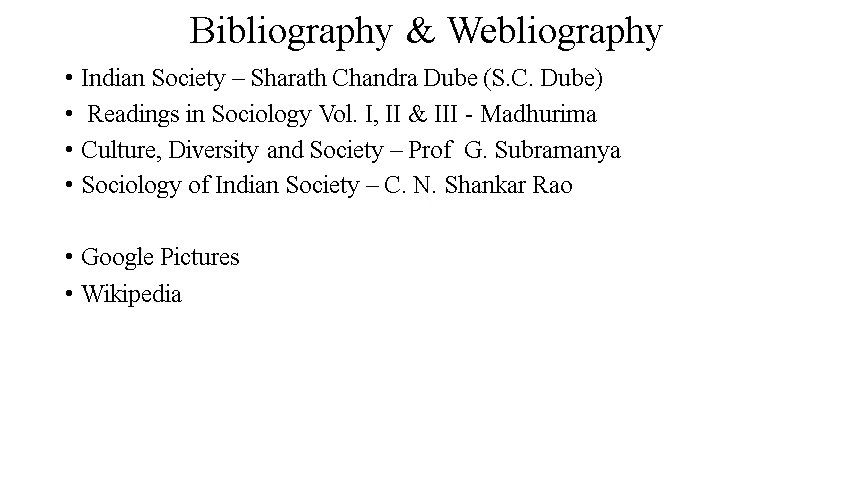 Bibliography & Webliography
• Indian Society – Sharath Chandra Dube (S.C. Dube)
• Readings in Sociology Vol. I, II & III - Madhurima
• Culture, Diversity and Society – Prof G. Subramanya
• Sociology of Indian Society – C. N. Shankar Rao
• Google Pictures
• Wikipedia